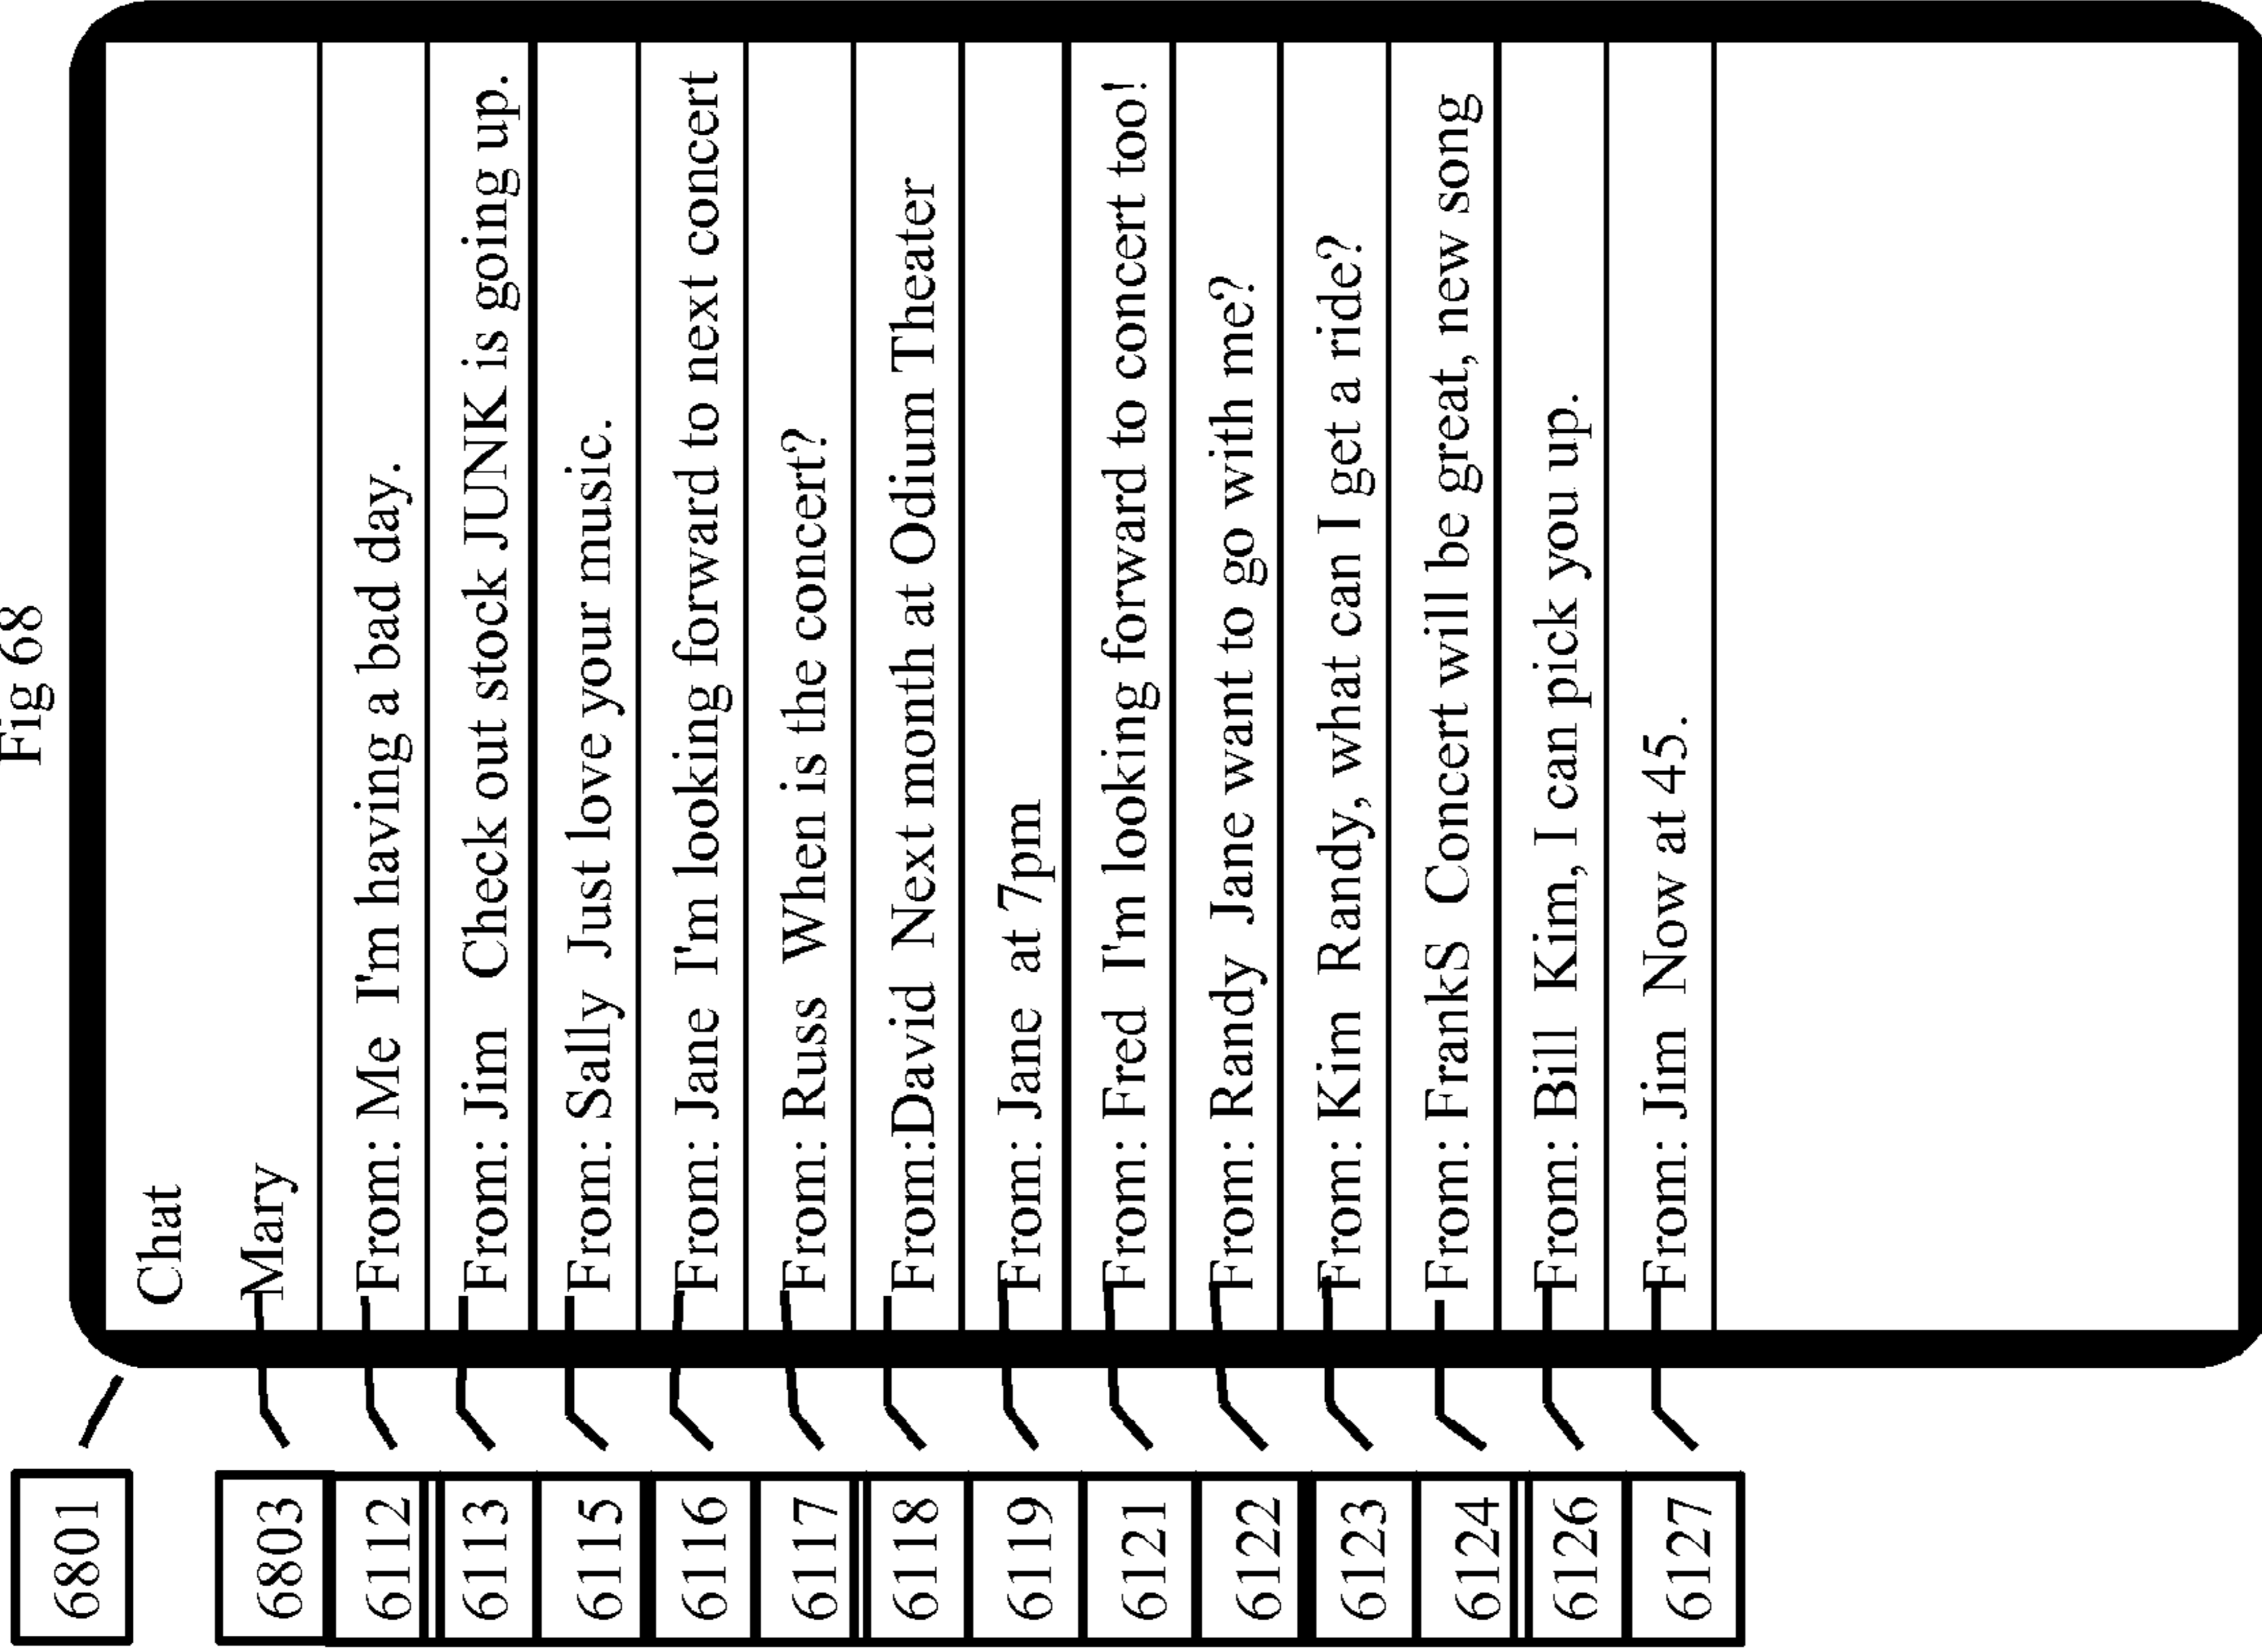 Fig 68
6801
Chat
6803 Mary
6112 From: Me I'm having a bad day.
6113 From: Jim Check out stock JUNK is going up.
6115 From: Sally Just love your music.
6116 From: Jane I'm looking forward to next concert
6117 From: Russ When is the concert?
6118 From:David Next month at Odium Theater
6119 From: Jane at 7pm
6121 From: Fred I'm looking forward to concert too!
6122 From: Randy Jane want to go with me?
6123 From: Kim Randy, what can I get a ride?
6124 From: FrankS Concert will be great, new song
6126 From: Bill Kim, I can pick you up.
6127 From: Jim Now at 45.